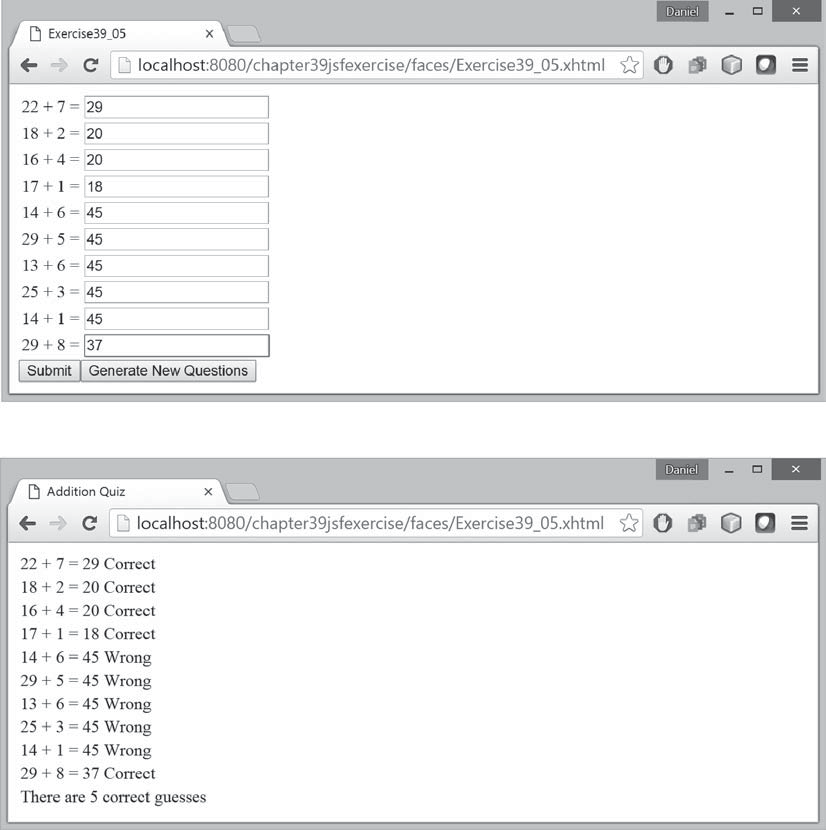 Daniel
Exercise39_05
localhost:8080/chapter39jsfexercise/faces/Exercise39_05.xhtml
22 + 7 = 29
18 + 2 = 20
16 + 4 = 20
17 + 1 = 18
14 + 6 = 45
29 + 5 = 45
13 + 6 = 45
25 + 3 = 45
14 + 1 = 45
29 + 8 = 37
Submit Generate New Questions
Daniel
Addition Quiz
localhost:8080/chapter39jsfexercise/faces/Exercise39_05.xhtml
22 + 7 = 29 Correct
18 + 2 = 20 Correct
16 + 4 = 20 Correct
17 + 1 = 18 Correct
14 + 6 = 45 Wrong
29 + 5 = 45 Wrong
13 + 6 = 45 Wrong
25 + 3 = 45 Wrong
14 + 1 = 45 Wrong
29 + 8 = 37 Correct
There are 5 correct guesses